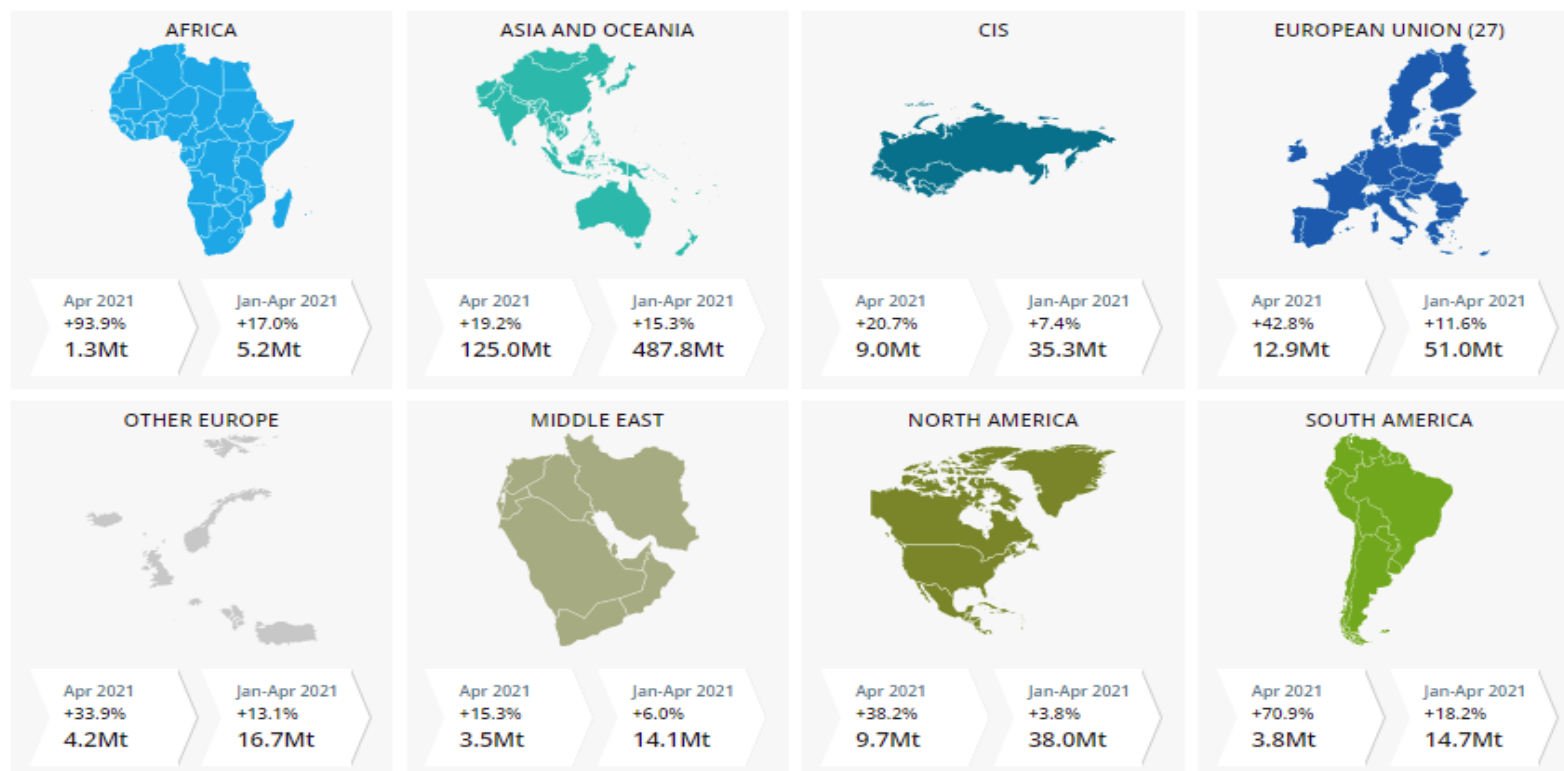 AFRICA
Apr 2021
+93.9%
1.3Mt
Jan-Apr 2021
+17.0%
5.2Mt
ASIA AND OCEANIA
Apr 2021
+19.2%
125.0Mt
Jan-Apr 2021
+15.3%
487.8Mt
CIS
Apr 2021
+20.7%
9.0Mt
Jan-Apr 2021
+7.4%
35.3Mt
EUROPEAN UNION (27)
Apr 2021
+42.8%
12.9Mt
Jan-Apr 2021
+11.6%
51.0Mt
OTHER EUROPE
Apr 2021
+33.9%
4.2Mt
Jan-Apr 2021
+13.1%
16.7Mt
MIDDLE EAST
Apr 2021
+15.3%
3.5Mt
Jan-Apr 2021
+6.0%
14.1Mt
NORTH AMERICA
Apr 2021
+38.2%
9.7Mt
Jan-Apr 2021
+3.8%
38.0Mt
SOUTH AMERICA
Apr 2021
+70.9%
3.8Mt
Jan-Apr 2021
+18.2%
14.7Mt